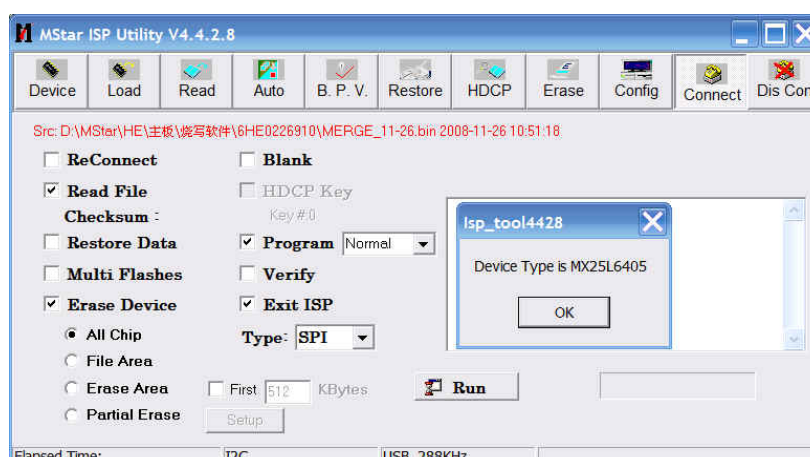 MStar ISP Utility V4.4.2.8
Device Load Read Auto B. P. V. Restore HDCP Erase Config Connect Dis Con
Src: D:\MStar\HE\主板\烧写软件\6HE0226910\MERGE_11-26.bin 2008-11-26 10:51:18
ReConnect Blank
Read File HDCP Key
Checksum : Key#:0
Restore Data Program Normal
Multi Flashes Verify
Erase Device Exit ISP
All Chip Type: SPI
File Area
Erase Area First 512 KBytes
Partial Erase Setup
Run
Isp_tool4428
Device Type is MX25L6405
OK
Elapsed Time: I2C USB 288KHz